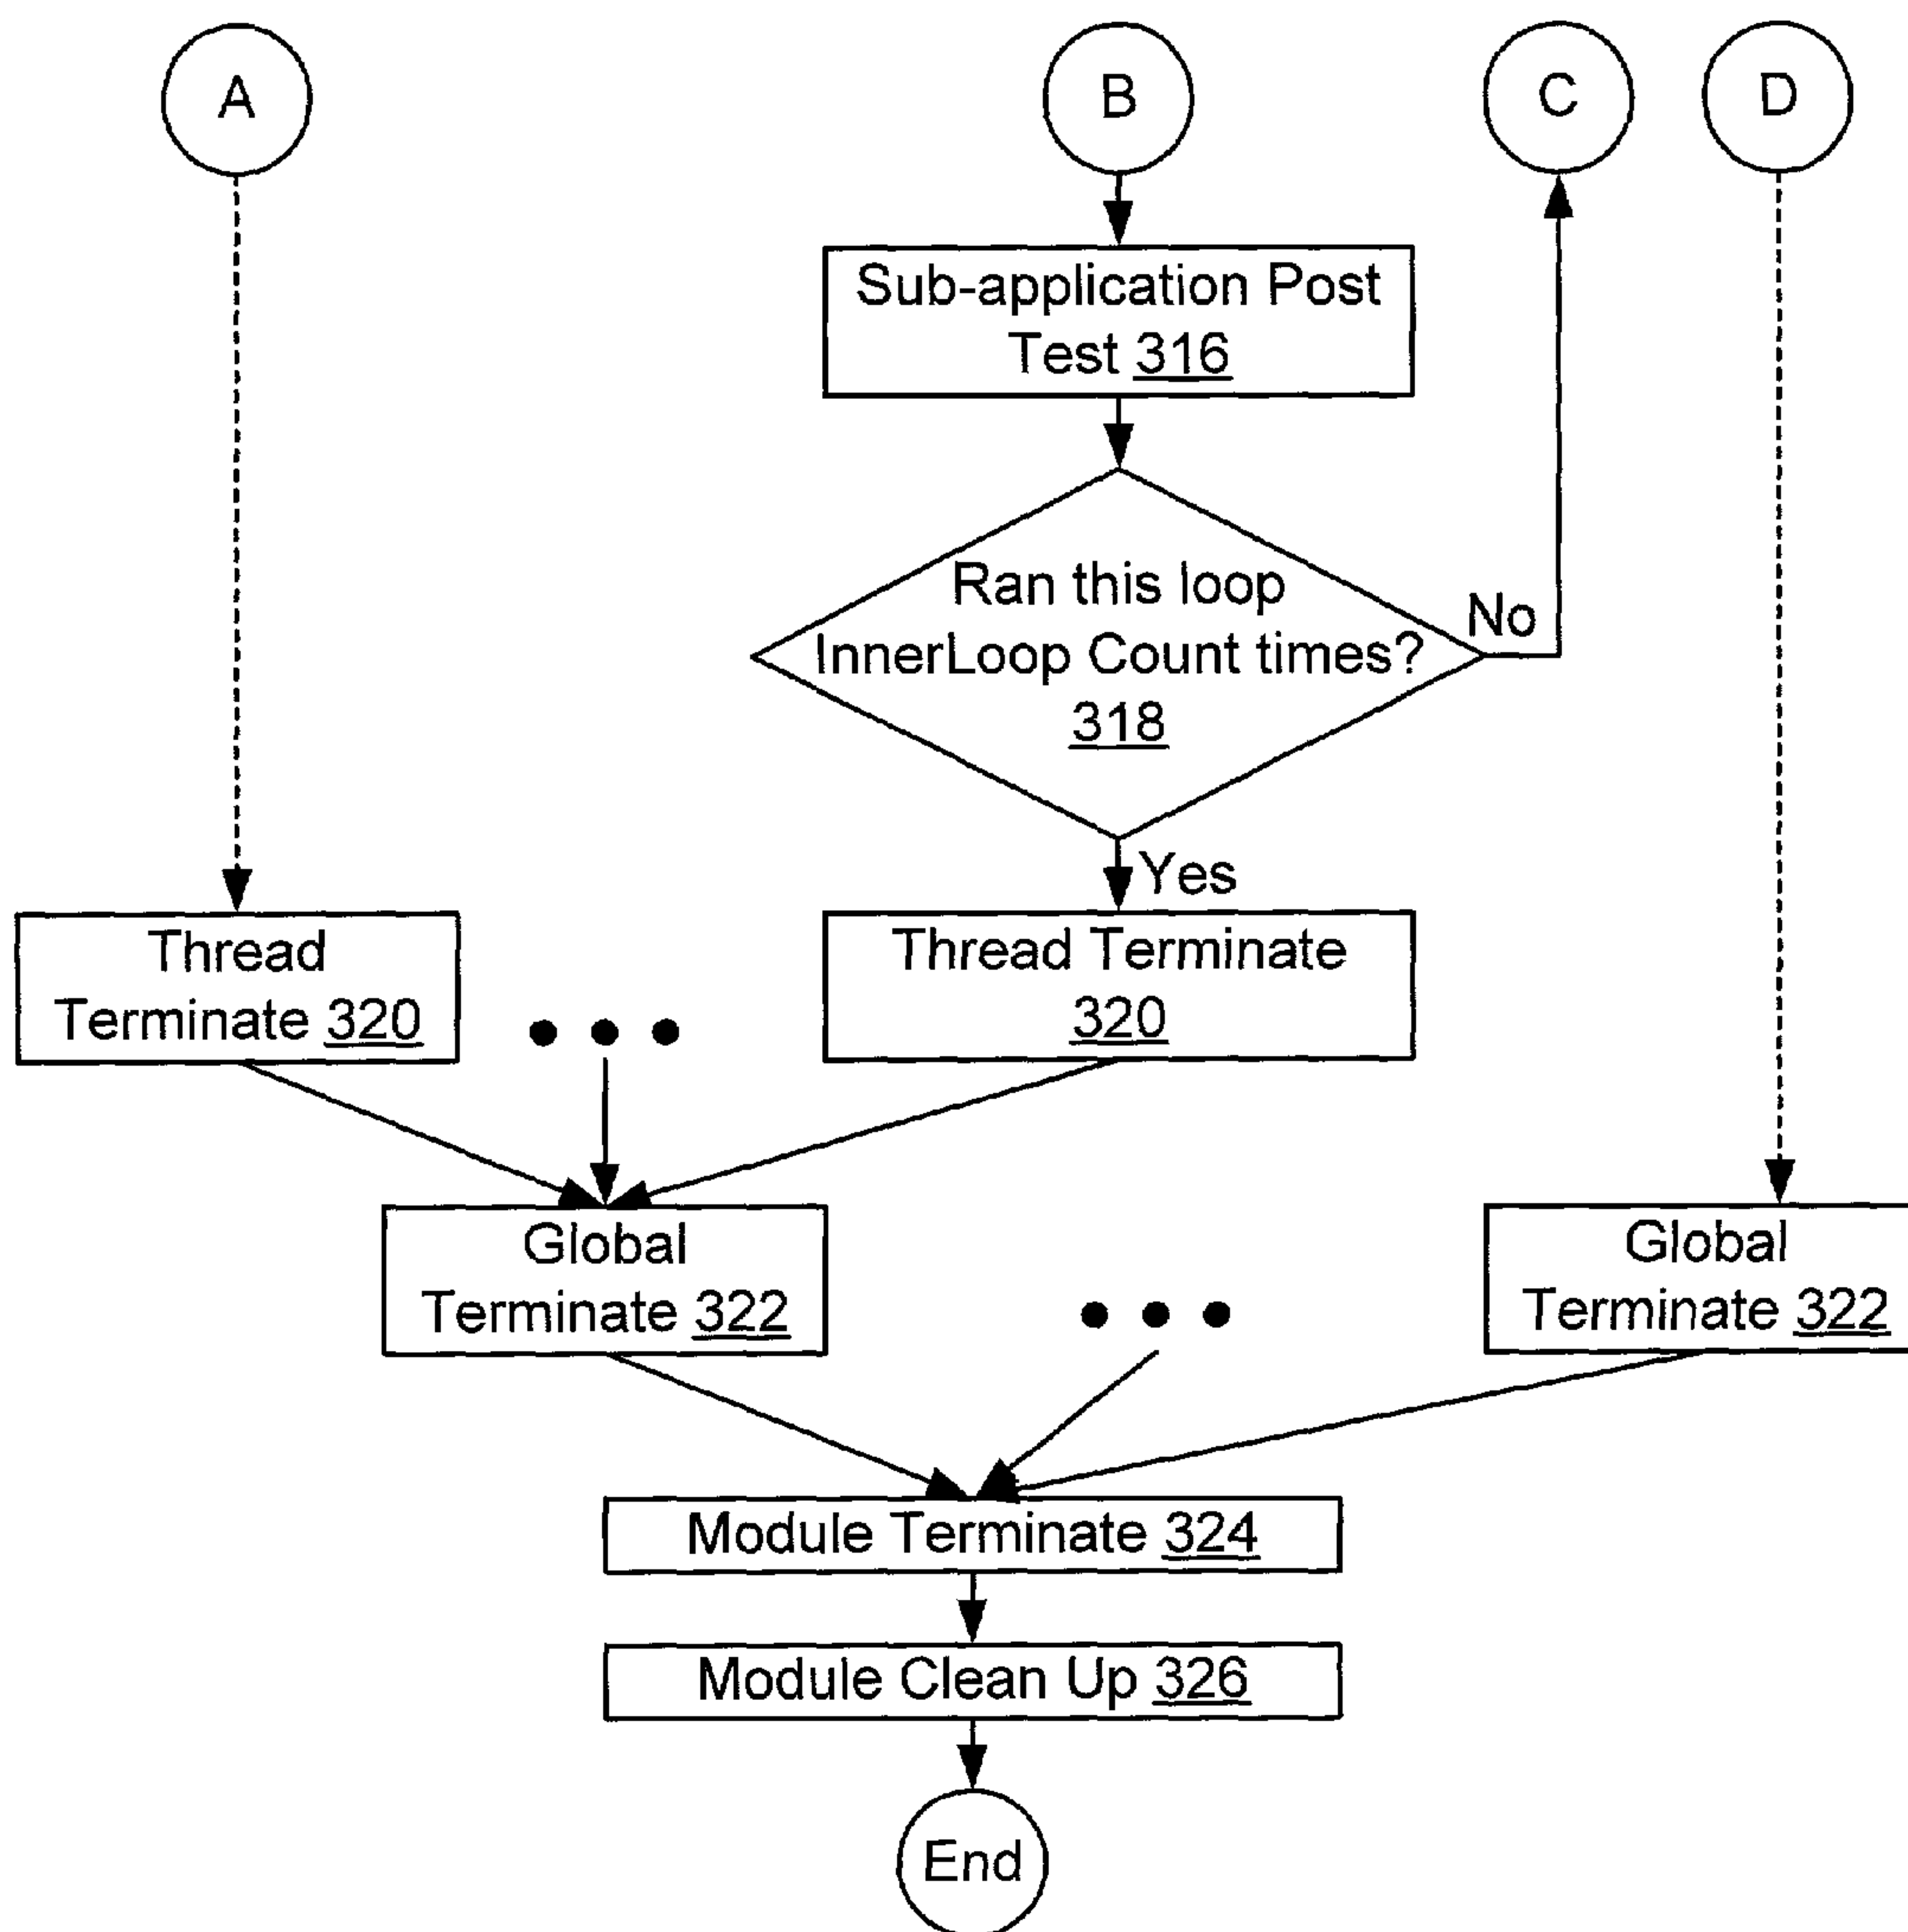 A
B
C
D
Sub-application Post
Test 316
Ran this loop
InnerLoop Count times?
318
No
Yes
Thread
Terminate 320
Thread Terminate
320
Global
Terminate 322
Global
Terminate 322
Module Terminate 324
Module Clean Up 326
End